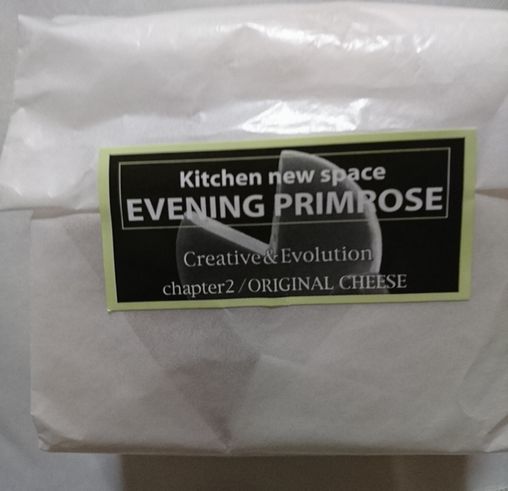 Kitchen new space
EVENING PRIMROSE
Creative&Evolution
chapter2/ORIGINAL CHEESE